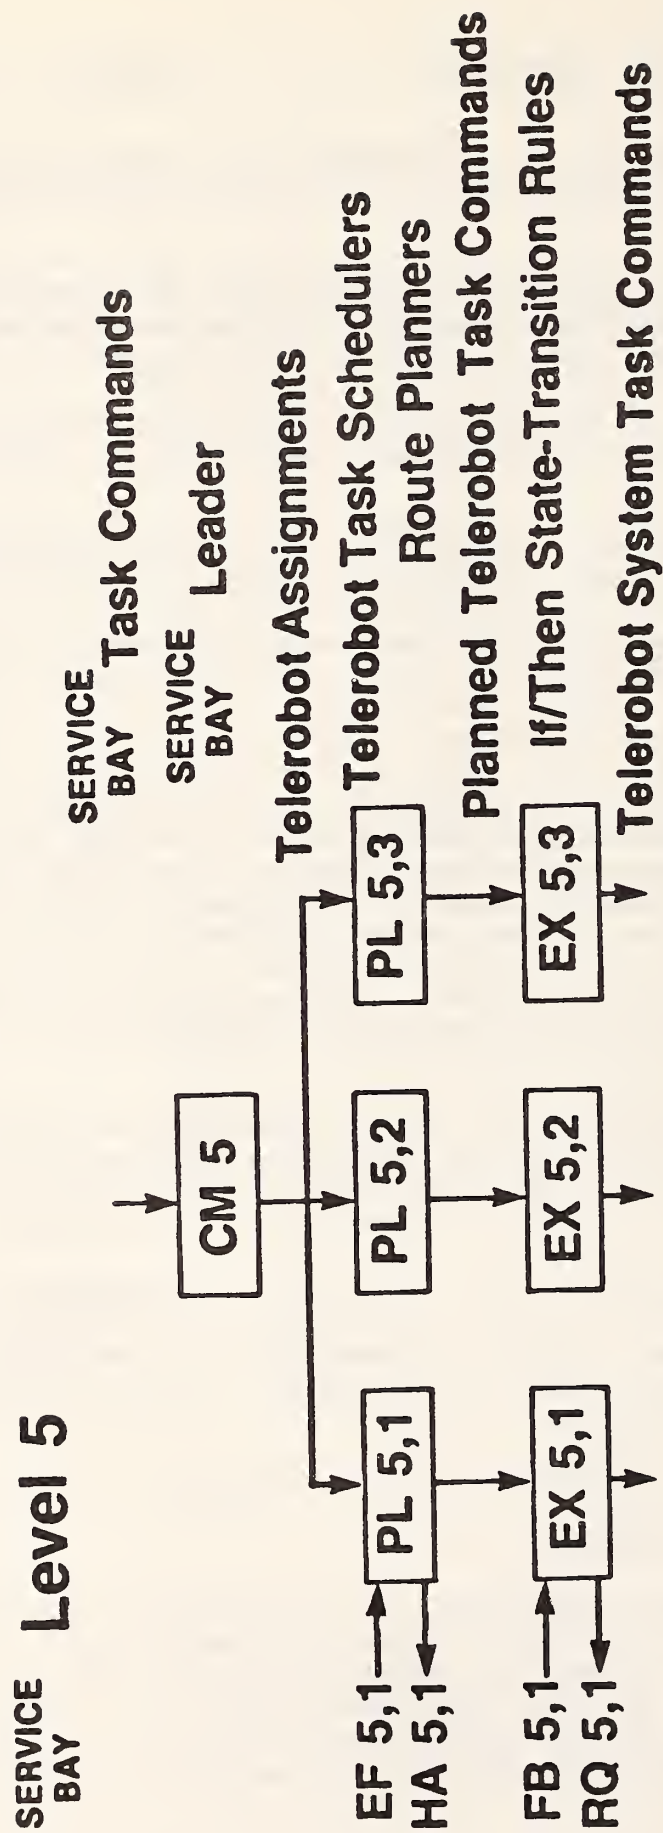 SERVICE
BAY Level 5
SERVICE
BAY Task Commands
CM 5
SERVICE
BAY Leader
Telerobot Assignments
EF 5,1
HA 5,1
PL 5,1
PL 5,2
PL 5,3
Telerobot Task Schedulers
Route Planners
Planned Telerobot Task Commands
FB 5,1
RQ 5,1
EX 5,1
EX 5,2
EX 5,3
If/Then State-Transition Rules
Telerobot System Task Commands